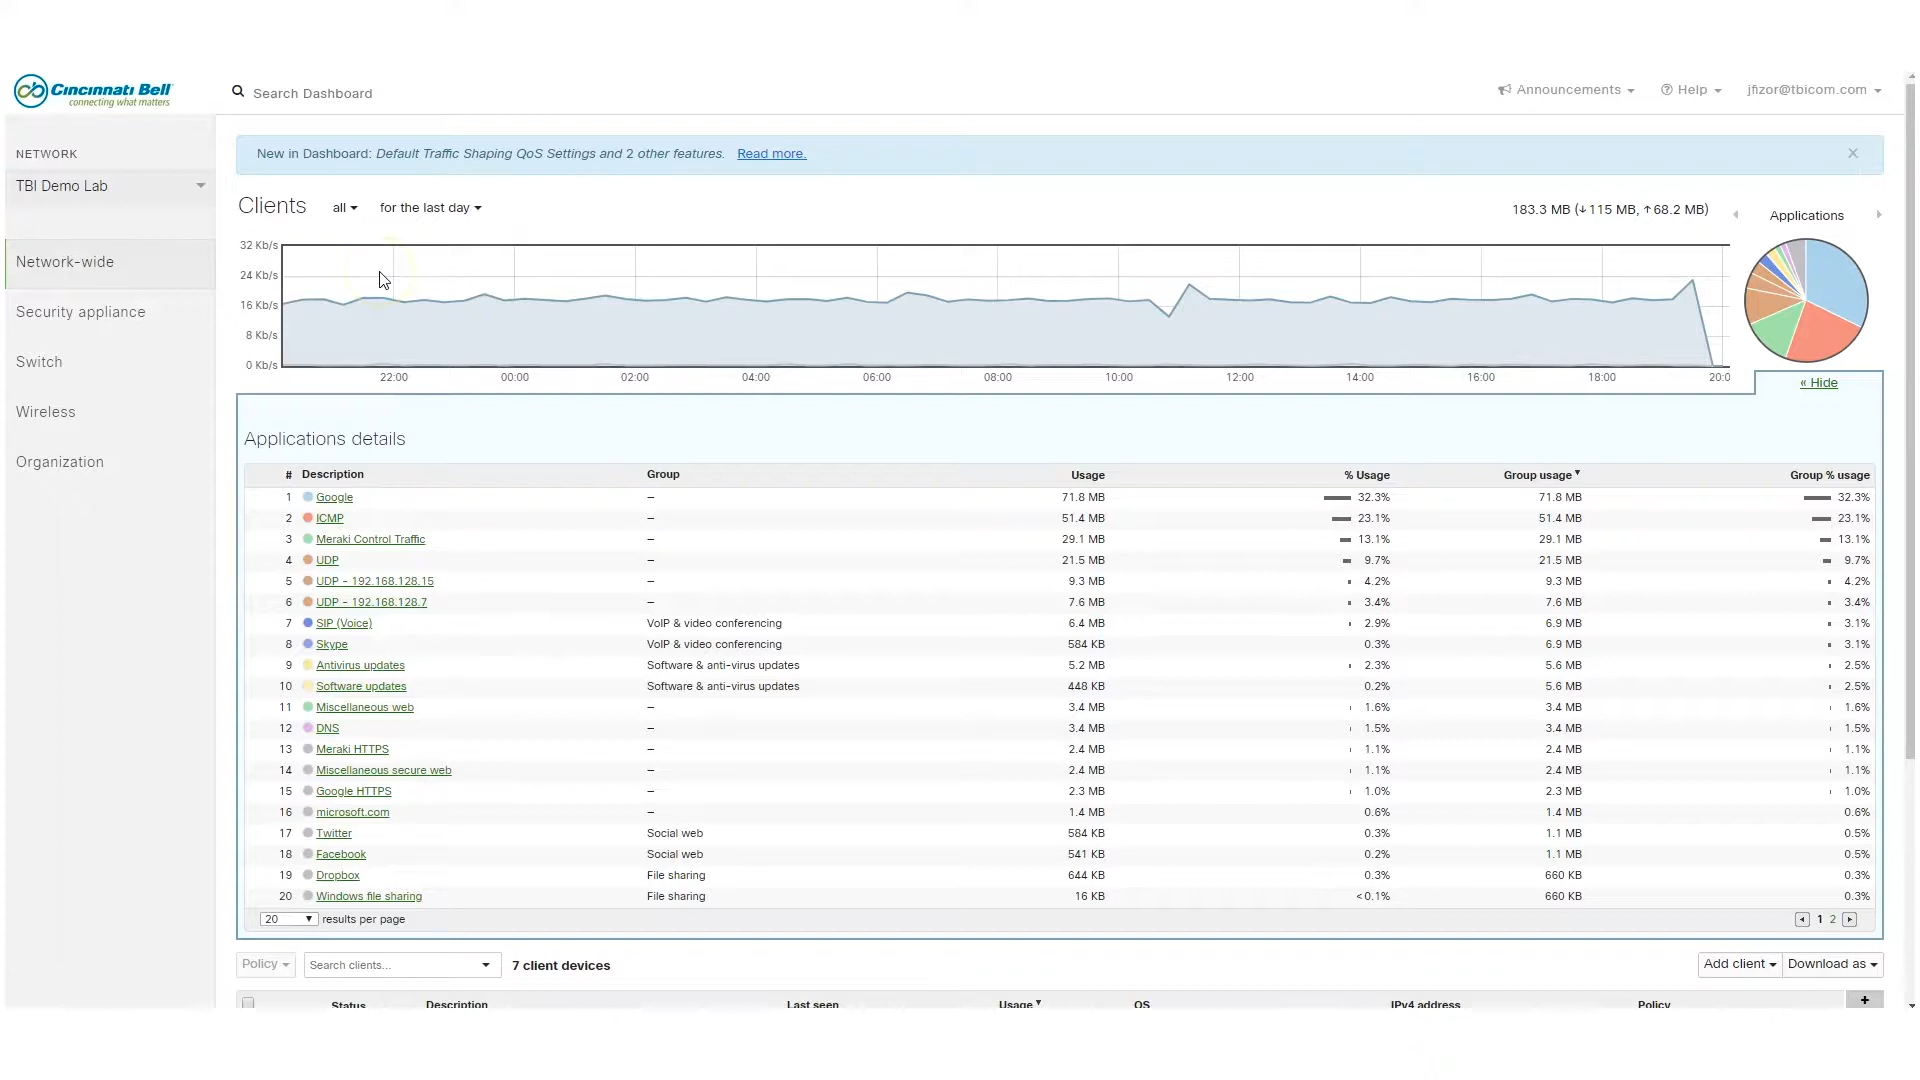 Cincinnati Bell
connecting what matters
Search Dashboard
Announcements
Help
jfizor@tbicom.com
NETWORK
TBI Demo Lab
Network-wide
Security appliance
Switch
Wireless
Organization
New in Dashboard: Default Traffic Shaping QoS Settings and 2 other features. Read more.
×
Clients all for the last day
183.3 MB (↓115 MB, ↑68.2 MB)
Applications
32 Kb/s
24 Kb/s
16 Kb/s
8 Kb/s
0 Kb/s
22:00 00:00 02:00 04:00 06:00 08:00 10:00 12:00 14:00 16:00 18:00 20:0
« Hide
Applications details
# Description Group Usage % Usage Group usage Group % usage
1 Google – 71.8 MB 32.3% 71.8 MB 32.3%
2 ICMP – 51.4 MB 23.1% 51.4 MB 23.1%
3 Meraki Control Traffic – 29.1 MB 13.1% 29.1 MB 13.1%
4 UDP – 21.5 MB 9.7% 21.5 MB 9.7%
5 UDP - 192.168.128.15 – 9.3 MB 4.2% 9.3 MB 4.2%
6 UDP - 192.168.128.7 – 7.6 MB 3.4% 7.6 MB 3.4%
7 SIP (Voice) VoIP & video conferencing 6.4 MB 2.9% 6.9 MB 3.1%
8 Skype VoIP & video conferencing 584 KB 0.3% 6.9 MB 3.1%
9 Antivirus updates Software & anti-virus updates 5.2 MB 2.3% 5.6 MB 2.5%
10 Software updates Software & anti-virus updates 448 KB 0.2% 5.6 MB 2.5%
11 Miscellaneous web – 3.4 MB 1.6% 3.4 MB 1.6%
12 DNS – 3.4 MB 1.5% 3.4 MB 1.5%
13 Meraki HTTPS – 2.4 MB 1.1% 2.4 MB 1.1%
14 Miscellaneous secure web – 2.4 MB 1.1% 2.4 MB 1.1%
15 Google HTTPS – 2.3 MB 1.0% 2.3 MB 1.0%
16 microsoft.com – 1.4 MB 0.6% 1.4 MB 0.6%
17 Twitter Social web 584 KB 0.3% 1.1 MB 0.5%
18 Facebook Social web 541 KB 0.2% 1.1 MB 0.5%
19 Dropbox File sharing 644 KB 0.3% 660 KB 0.3%
20 Windows file sharing File sharing 16 KB <0.1% 660 KB 0.3%
20 results per page
1 2
Policy Search clients... 7 client devices
Add client Download as
Status Description Last seen Usage OS IPv4 address Policy +